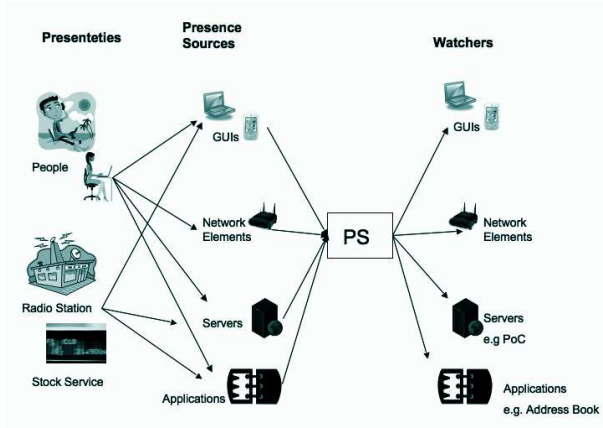 Presenteties
Presence
Sources
Watchers
People
GUIs
GUIs
Network
Elements
PS
Network
Elements
Radio Station
Servers
Servers
e.g PoC
Stock Service
Applications
Applications
e.g. Address Book